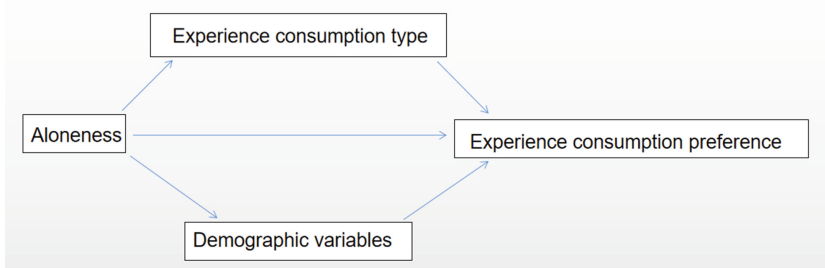 Experience consumption type
Aloneness
Experience consumption preference
Demographic variables